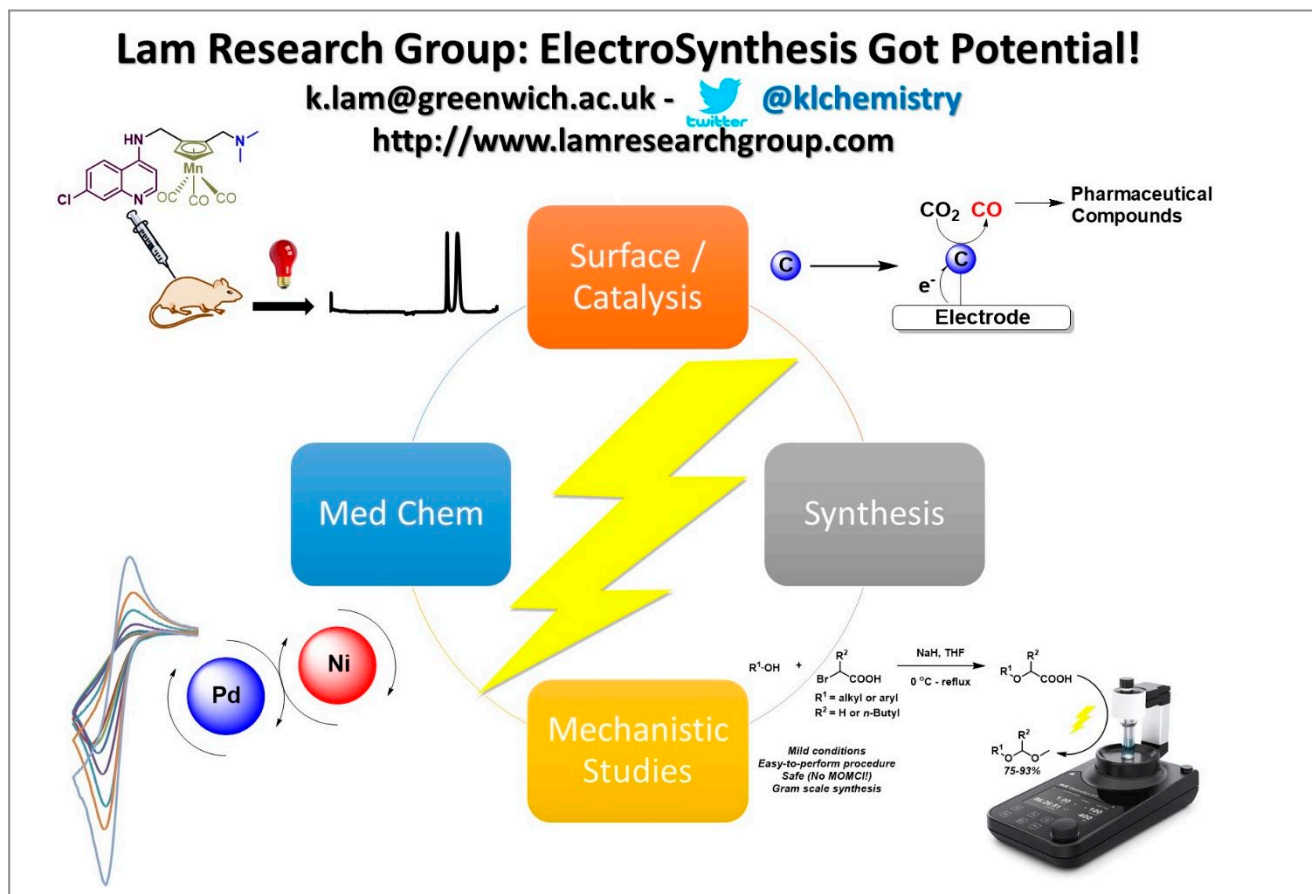 Lam Research Group: ElectroSynthesis Got Potential!
k.lam@greenwich.ac.uk - twitter @klchemistry
http://www.lamresearchgroup.com
HN
N
Mn
Cl
N
OC
CO
CO
Surface /
Catalysis
C
CO2 CO
Pharmaceutical
Compounds
C
e-
Electrode
Med Chem
Synthesis
Pd
Ni
Mechanistic
Studies
R1-OH + Br R2 COOH
R1 = alkyl or aryl
R2 = H or n-Butyl
NaH, THF
0 °C - reflux
R1 O R2 COOH
R1 O R2 O
75-93%
Mild conditions
Easy-to-perform procedure
Safe (No MOMCl!)
Gram scale synthesis